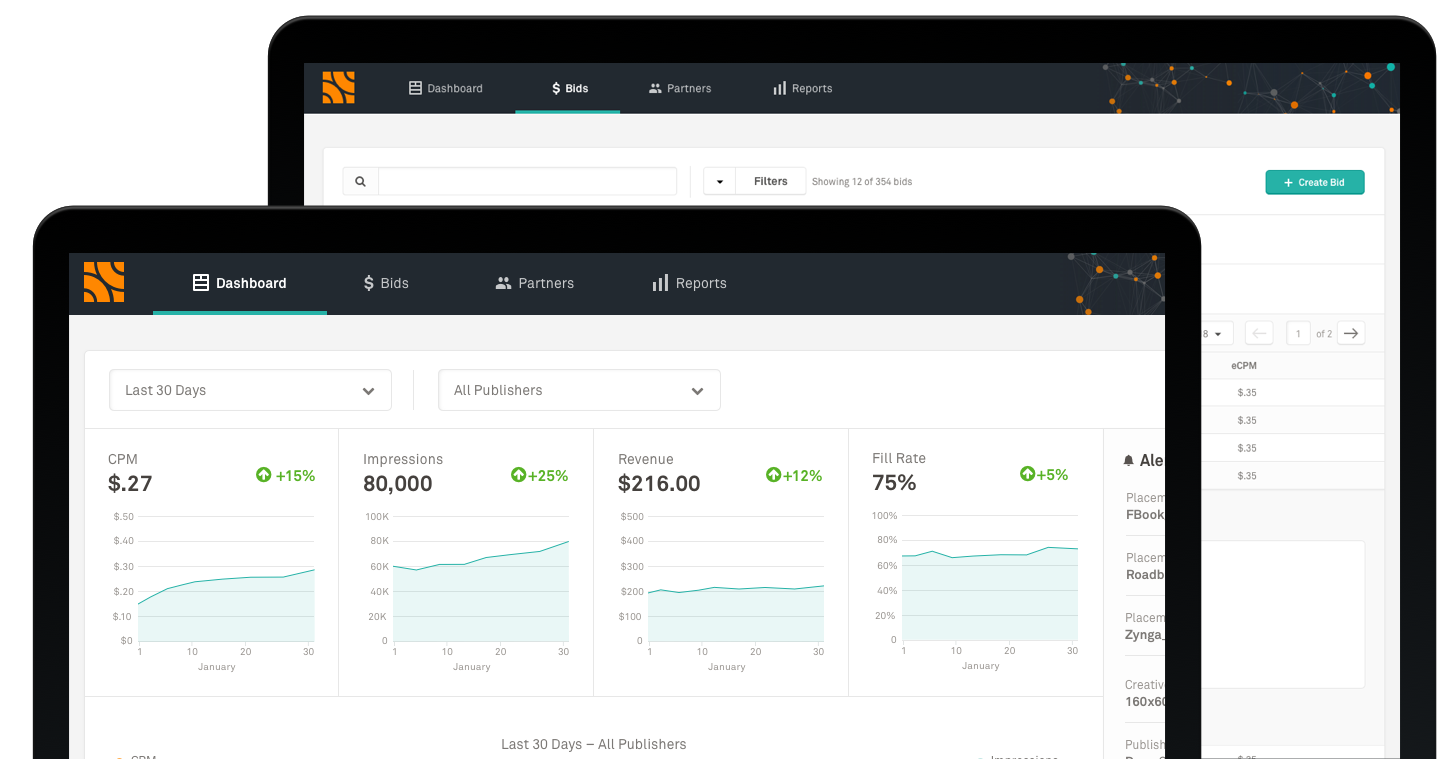 Dashboard
$ Bids
Partners
Reports
Filters
Showing 12 of 354 bids
+ Create Bid
8
1
of 2
eCPM
$.35
$.35
$.35
$.35
Dashboard
$ Bids
Partners
Reports
Last 30 Days
All Publishers
CPM
$.27
+15%
$.50
$.40
$.30
$.20
$.10
$0
1 10 20 30
January
Impressions
80,000
+25%
100K
80K
60K
40K
20K
0
1 10 20 30
January
Revenue
$216.00
+12%
$500
$400
$300
$200
$100
0
1 10 20 30
January
Fill Rate
75%
+5%
100%
80%
60%
40%
20%
0
1 10 20 30
January
Ale
Placem
FBook
Placem
Roadb
Placem
Zynga_
Creativ
160x60
Publish
Last 30 Days – All Publishers
CPM
Impressions
$.35